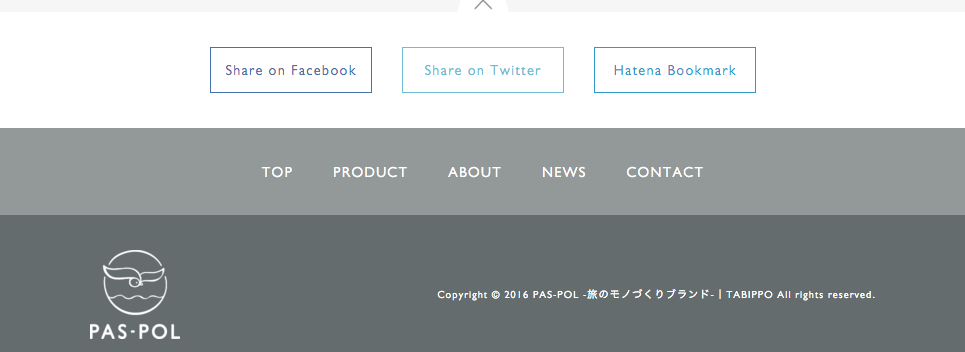 Share on Facebook
Share on Twitter
Hatena Bookmark
TOP PRODUCT ABOUT NEWS CONTACT
PAS-POL
Copyright © 2016 PAS-POL -旅のモノづくりブランド-｜TABIPPO All rights reserved.